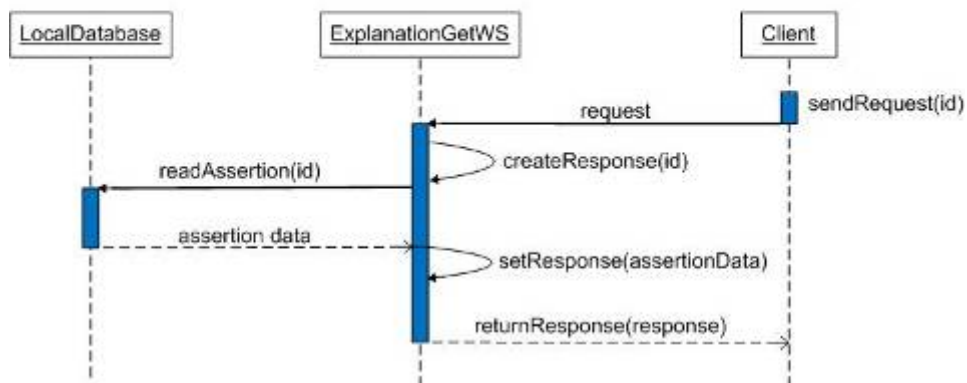 LocalDatabase
ExplanationGetWS
Client
sendRequest(id)
request
createResponse(id)
readAssertion(id)
assertion data
setResponse(assertionData)
returnResponse(response)